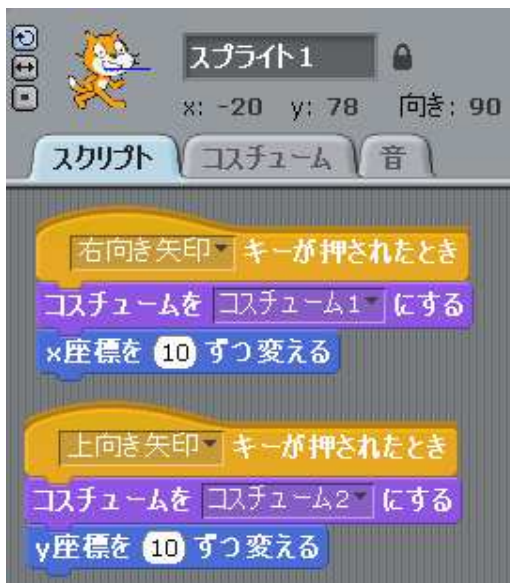 スプライト1
x: -20 y: 78 向き: 90
スクリプト コスチューム 音
右向き矢印 キーが押されたとき
コスチュームを コスチューム1 にする
x座標を 10 ずつ変える
上向き矢印 キーが押されたとき
コスチュームを コスチューム2 にする
y座標を 10 ずつ変える